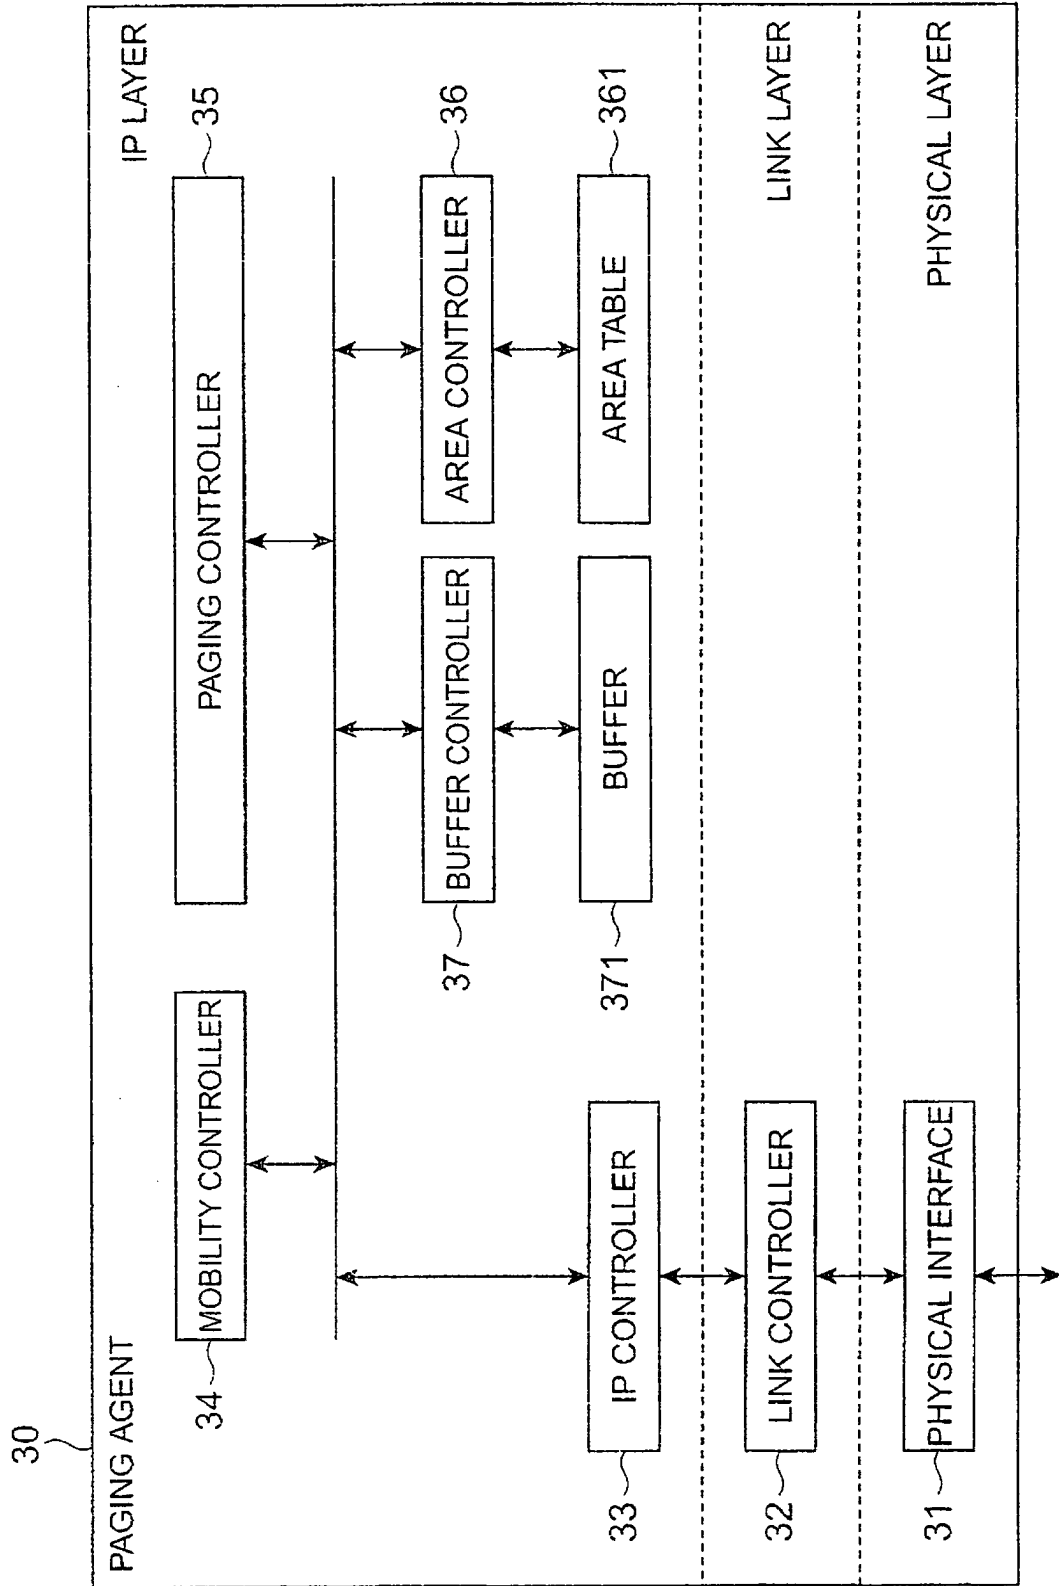 30
PAGING AGENT
IP LAYER
34
MOBILITY CONTROLLER
PAGING CONTROLLER
35
37
BUFFER CONTROLLER
AREA CONTROLLER
36
33
IP CONTROLLER
371
BUFFER
AREA TABLE
361
32
LINK CONTROLLER
LINK LAYER
31
PHYSICAL INTERFACE
PHYSICAL LAYER